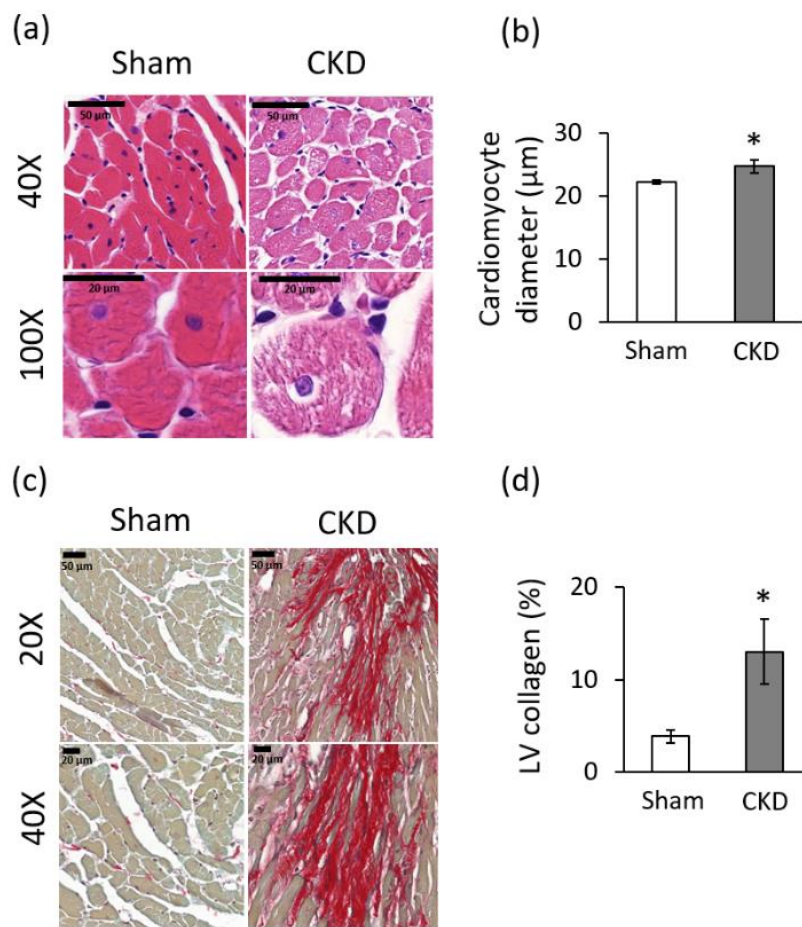 (a)
Sham CKD
40X
50 µm 50 µm
100X
20 µm 20 µm
(b)
Cardiomyocyte
diameter (µm)
30
20
10
0
*
Sham CKD
(c)
Sham CKD
20X
50 µm 50 µm
40X
20 µm 20 µm
(d)
LV collagen (%)
20
10
0
*
Sham CKD